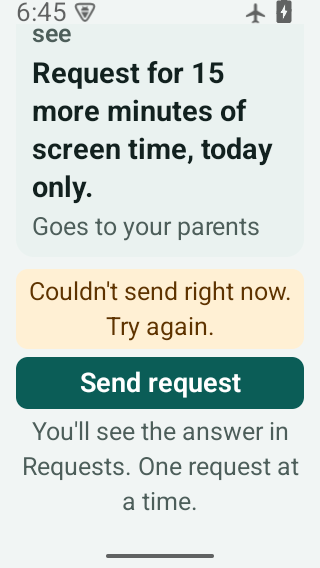 6:45
see
Request for 15
more minutes of
screen time, today
only.
Goes to your parents
Couldn't send right now.
Try again.
Send request
You'll see the answer in
Requests. One request at
a time.